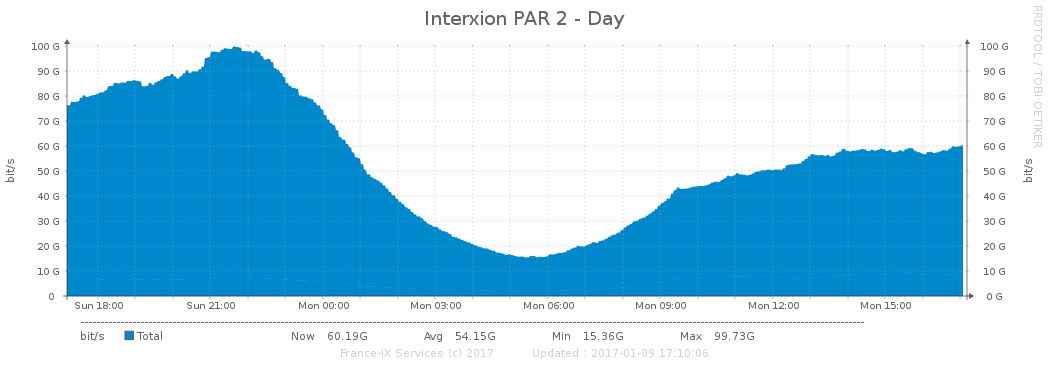 Interxion PAR 2 - Day
RRDTOOL / TOBI OETIKER
bit/s
100 G 100 G
90 G 90 G
80 G 80 G
70 G 70 G
60 G 60 G
50 G 50 G
40 G 40 G
30 G 30 G
20 G 20 G
10 G 10 G
0 0 G
bit/s
Sun 18:00 Sun 21:00 Mon 00:00 Mon 03:00 Mon 06:00 Mon 09:00 Mon 12:00 Mon 15:00
bit/s Total Now 60.19G Avg 54.15G Min 15.36G Max 99.73G
France-IX Services (c) 2017 Updated : 2017-01-09 17:10:06